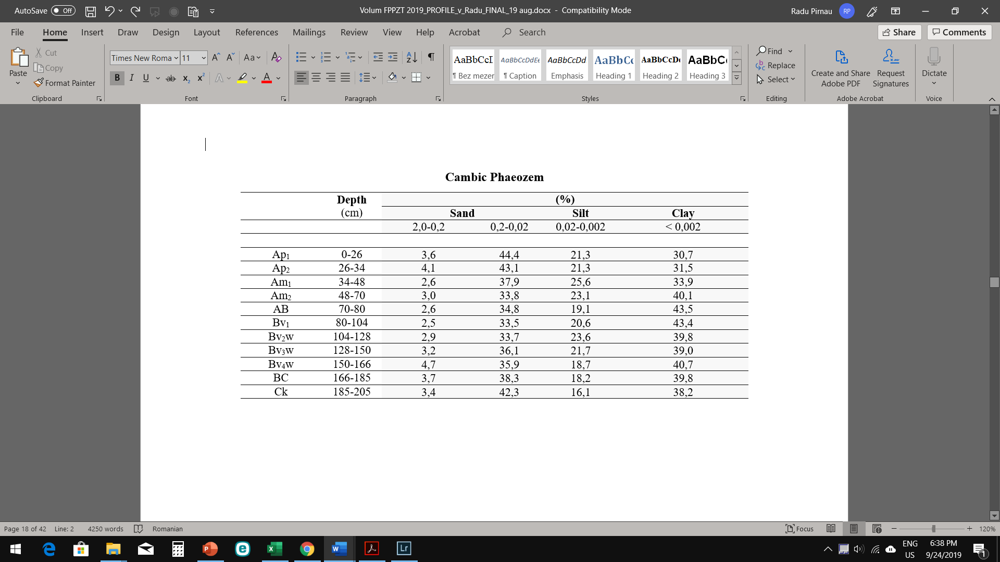 AutoSave Off
Volum FPPZT 2019_PROFILE_v_Radu_FINAL_19 aug.docx - Compatibility Mode
Radu Pirnau RP
File Home Insert Draw Design Layout References Mailings Review View Help Acrobat Search Share Comments
Paste
Cut
Copy
Format Painter
Clipboard
Times New Roma 11
Font
Paragraph
AaBbCcI AaBbCcDdEe AaBbCcDd AaBbCc AaBbCcDc AaBbC
¶ Bez mezer ¶ Caption Emphasis Heading 1 Heading 2 Heading 3
Styles
Find
Replace
Select
Editing
Create and Share Adobe PDF
Request Signatures
Adobe Acrobat
Dictate
Voice
Cambic Phaeozem
Depth (%)
(cm) Sand Silt Clay
2,0-0,2 0,2-0,02 0,02-0,002 < 0,002
Ap1 0-26 3,6 44,4 21,3 30,7
Ap2 26-34 4,1 43,1 21,3 31,5
Am1 34-48 2,6 37,9 25,6 33,9
Am2 48-70 3,0 33,8 23,1 40,1
AB 70-80 2,6 34,8 19,1 43,5
Bv1 80-104 2,5 33,5 20,6 43,4
Bv2w 104-128 2,9 33,7 23,6 39,8
Bv3w 128-150 3,2 36,1 21,7 39,0
Bv4w 150-166 4,7 35,9 18,7 40,7
BC 166-185 3,7 38,3 18,2 39,8
Ck 185-205 3,4 42,3 16,1 38,2
Page 18 of 42 Line: 2 4250 words Romanian Focus 120%
ENG
US
6:38 PM
9/24/2019
1